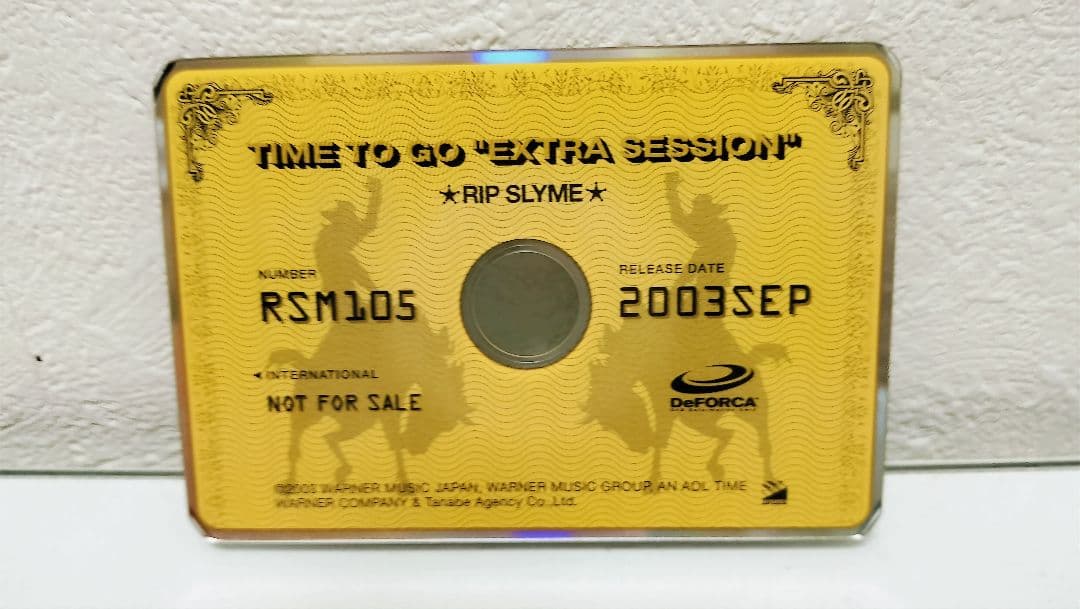 TIME TO GO "EXTRA SESSION"
★RIP SLYME★
NUMBER
RSM105
RELEASE DATE
2003SEP
◄INTERNATIONAL
NOT FOR SALE
DeFORCA
℗2003 WARNER MUSIC JAPAN, WARNER MUSIC GROUP, AN AOL TIME
WARNER COMPANY & Tanabe Agency Co.,Ltd.